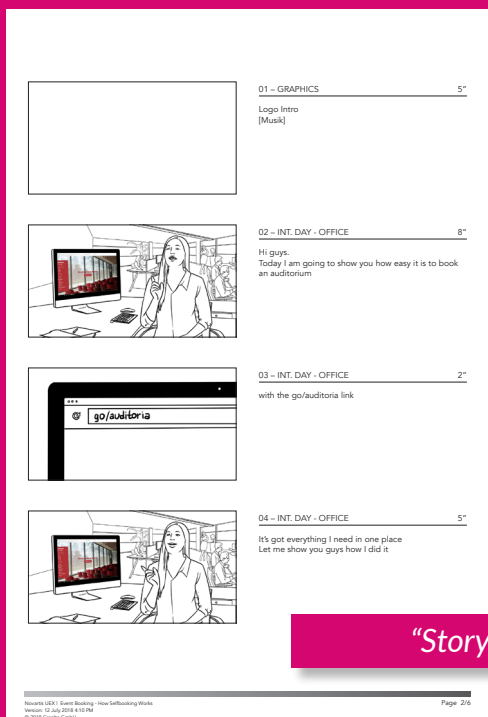 01 – GRAPHICS 5"
Logo Intro
[Musik]
02 – INT. DAY - OFFICE 8"
Hi guys.
Today I am going to show you how easy it is to book
an auditorium
03 – INT. DAY - OFFICE 2"
go/auditoria
with the go/auditoria link
04 – INT. DAY - OFFICE 5"
It's got everything I need in one place
Let me show you guys how I did it
"Story
Novartis UEX1 Event Booking - How Selfbooking Works
Page 2/6
Version: 12 July 2018 4:10 PM